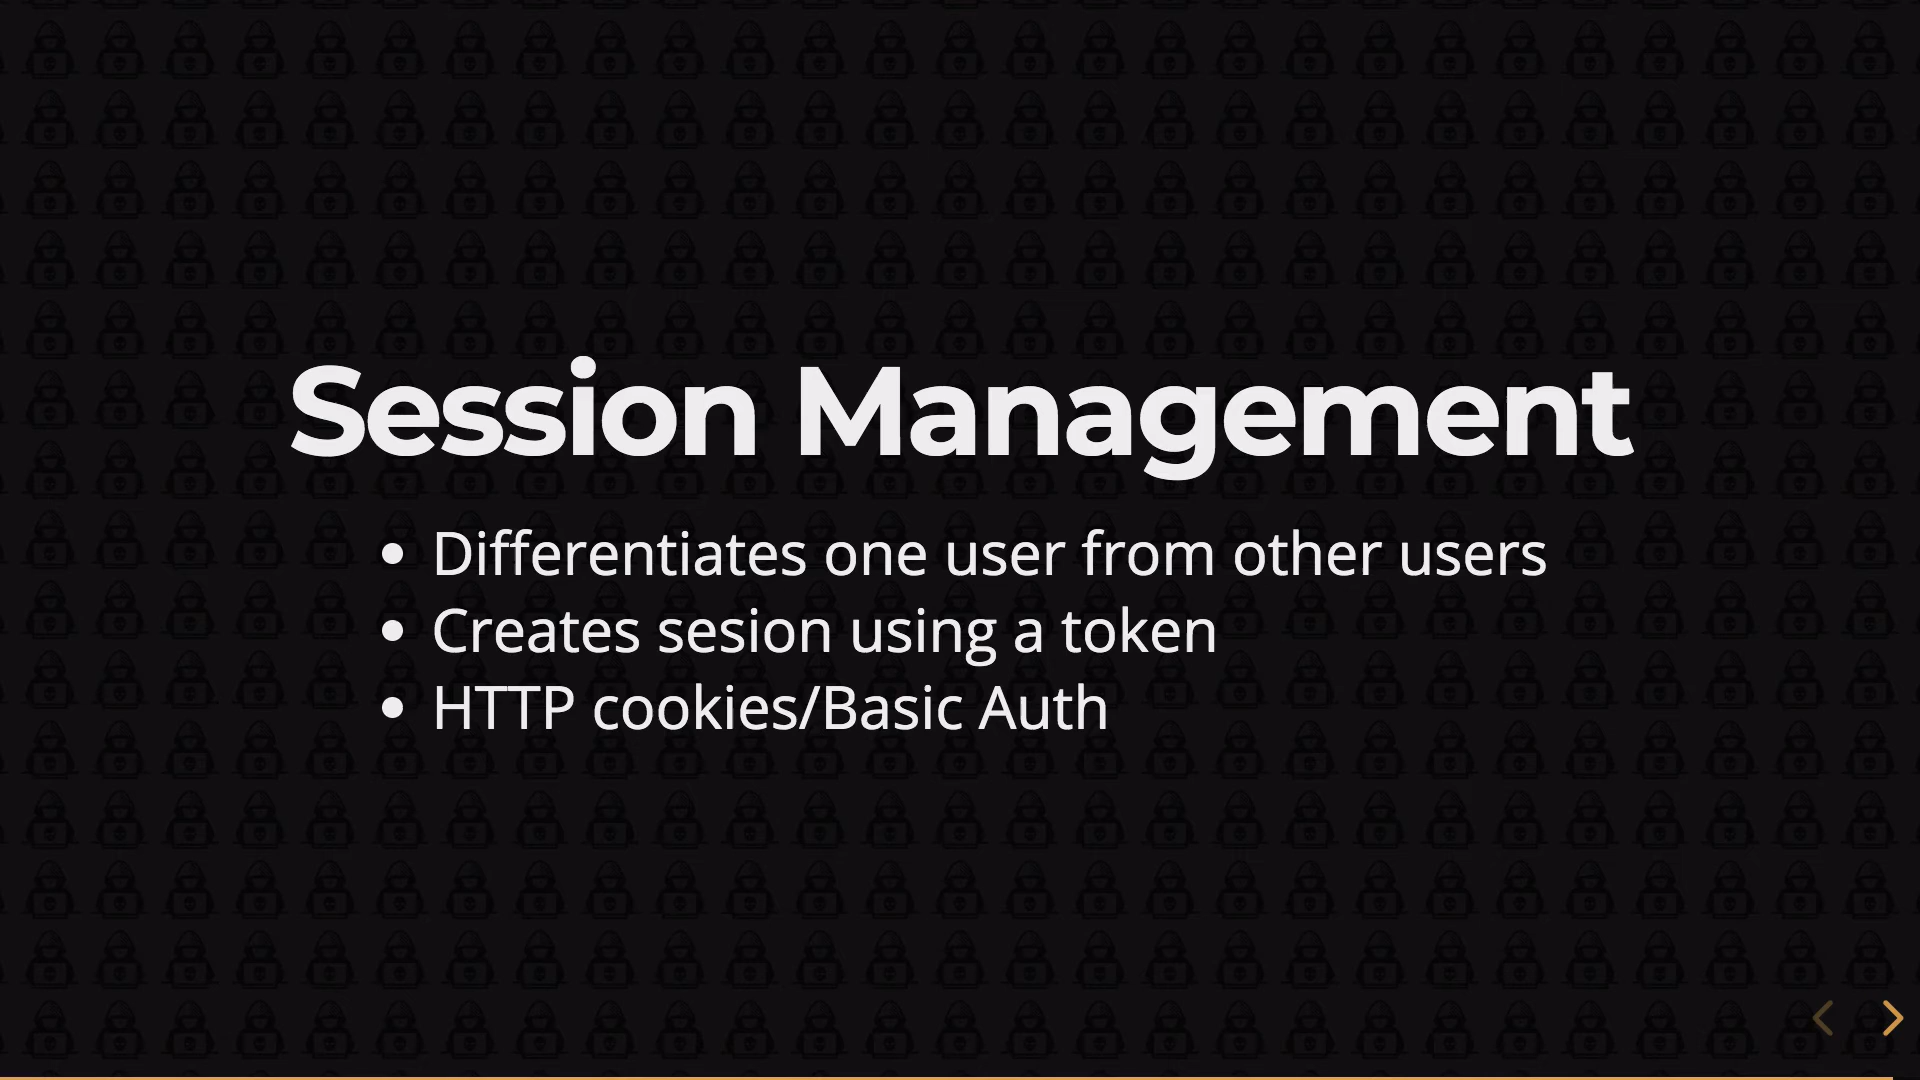 Session Management
• Differentiates one user from other users
• Creates sesion using a token
• HTTP cookies/Basic Auth